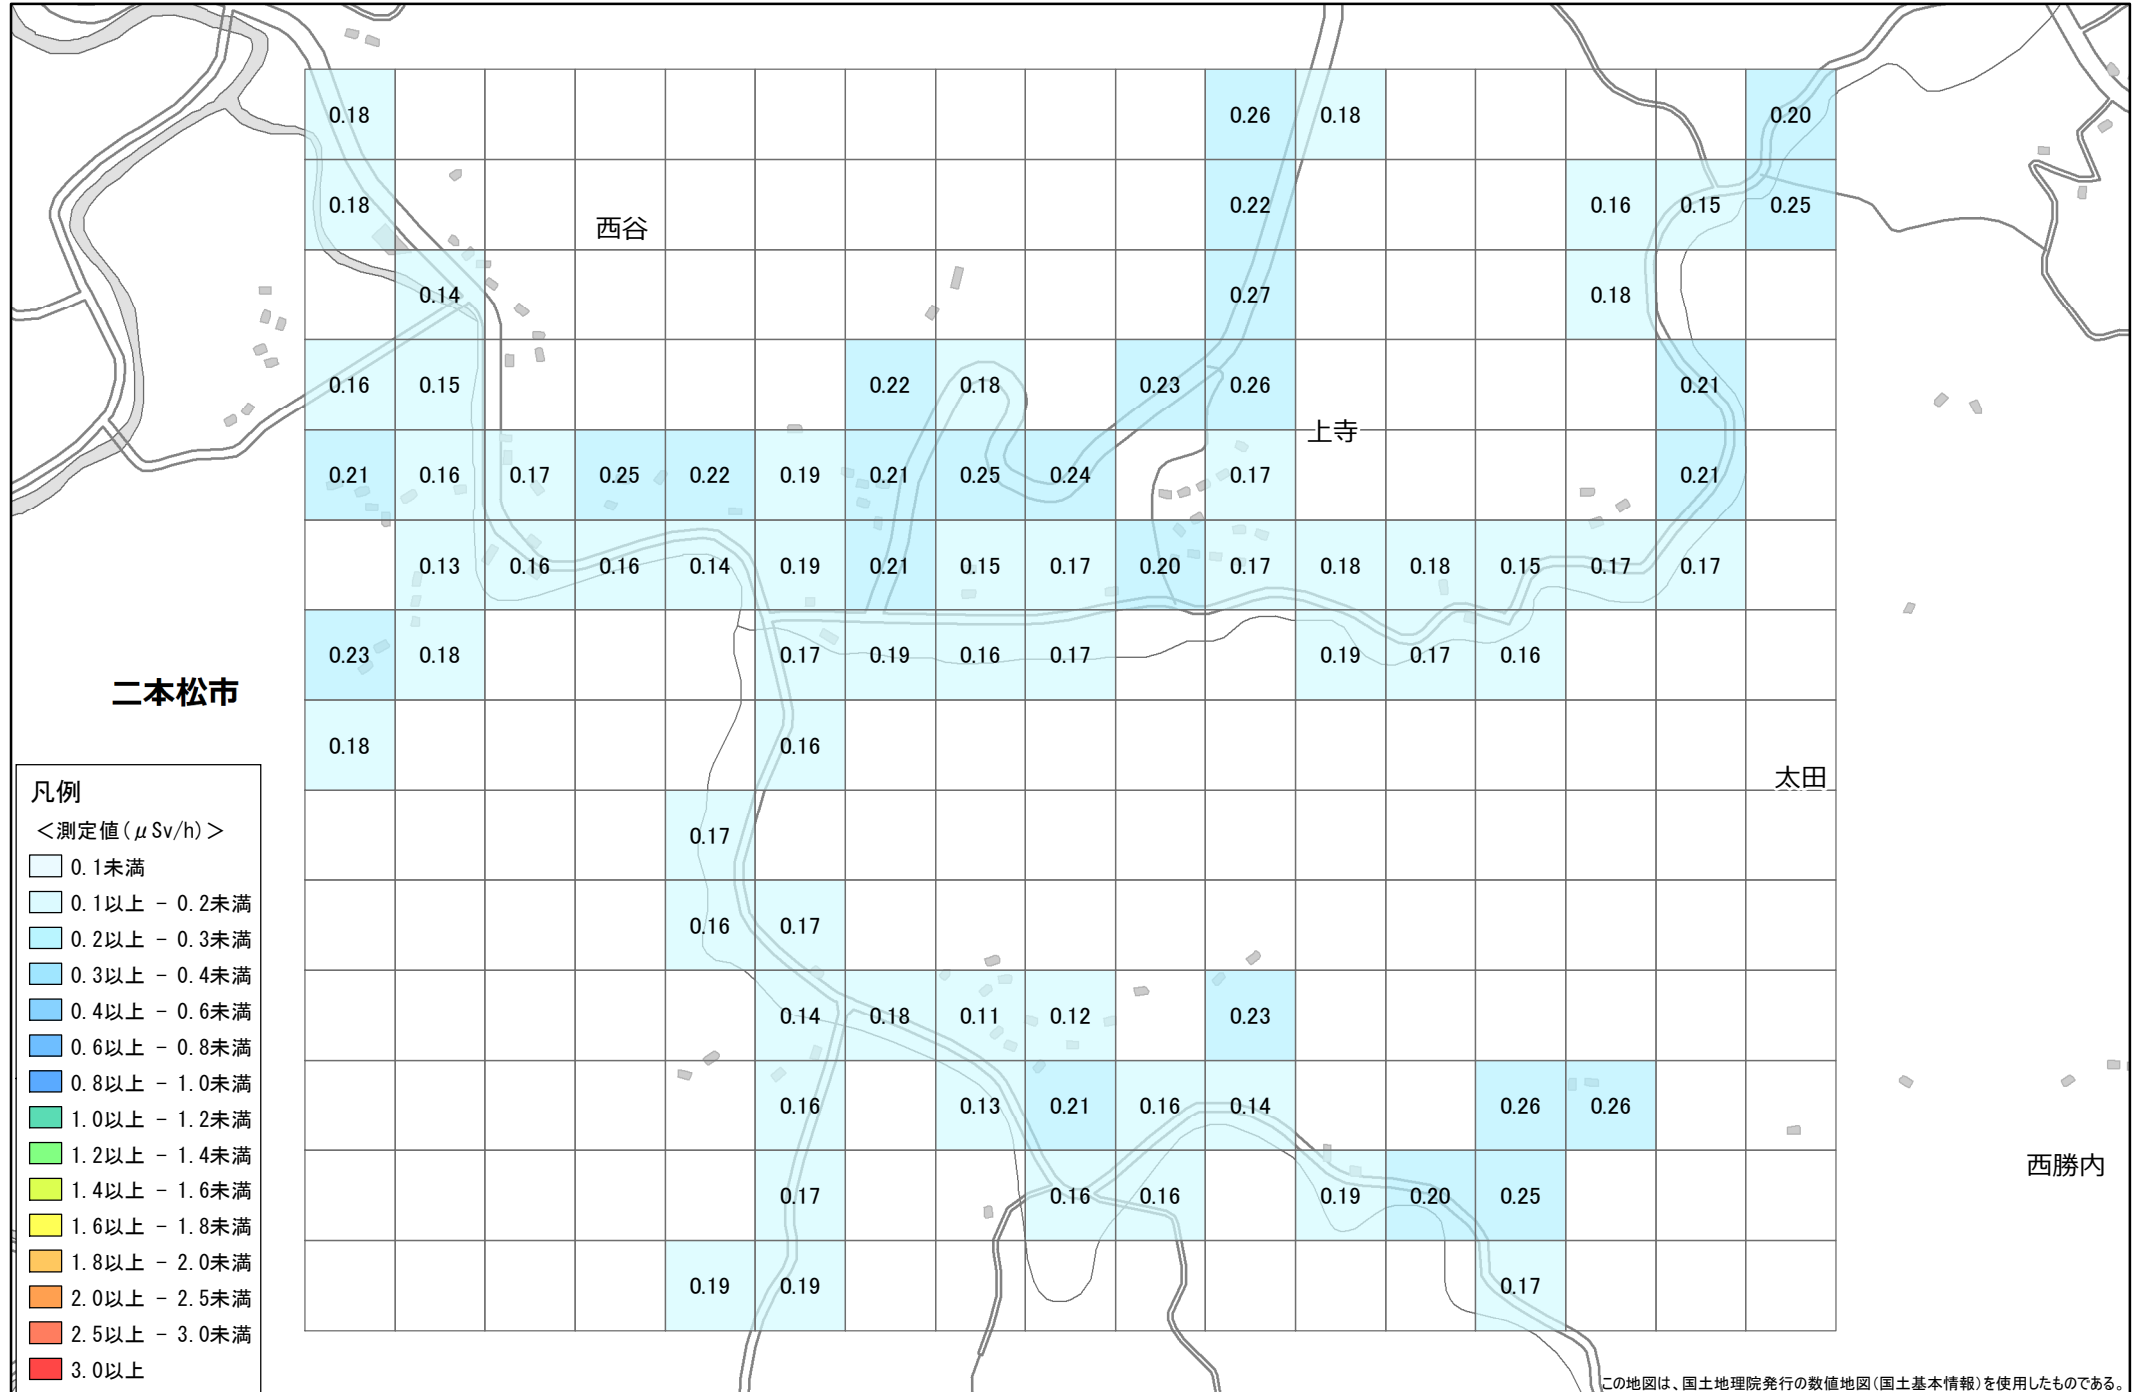 0.18 0.26 0.18 0.20
0.18 0.22 0.16 0.15 0.25
西谷
0.14 0.27 0.18
0.16 0.15 0.22 0.18 0.23 0.26 0.21
上寺
0.21 0.16 0.17 0.25 0.22 0.19 0.21 0.25 0.24 0.17 0.21
0.13 0.16 0.16 0.14 0.19 0.21 0.15 0.17 0.20 0.17 0.18 0.18 0.15 0.17 0.17
0.23 0.18 0.17 0.19 0.16 0.17 0.19 0.17 0.16
二本松市
0.18 0.16
太田
0.17
0.16 0.17
0.14 0.18 0.11 0.12 0.23
0.16 0.13 0.21 0.16 0.14 0.26 0.26
西勝内
0.17 0.16 0.16 0.19 0.20 0.25
0.19 0.19 0.17
凡例
＜測定値(μSv/h)＞
0.1未満
0.1以上 - 0.2未満
0.2以上 - 0.3未満
0.3以上 - 0.4未満
0.4以上 - 0.6未満
0.6以上 - 0.8未満
0.8以上 - 1.0未満
1.0以上 - 1.2未満
1.2以上 - 1.4未満
1.4以上 - 1.6未満
1.6以上 - 1.8未満
1.8以上 - 2.0未満
2.0以上 - 2.5未満
2.5以上 - 3.0未満
3.0以上
この地図は、国土地理院発行の数値地図(国土基本情報)を使用したものである。